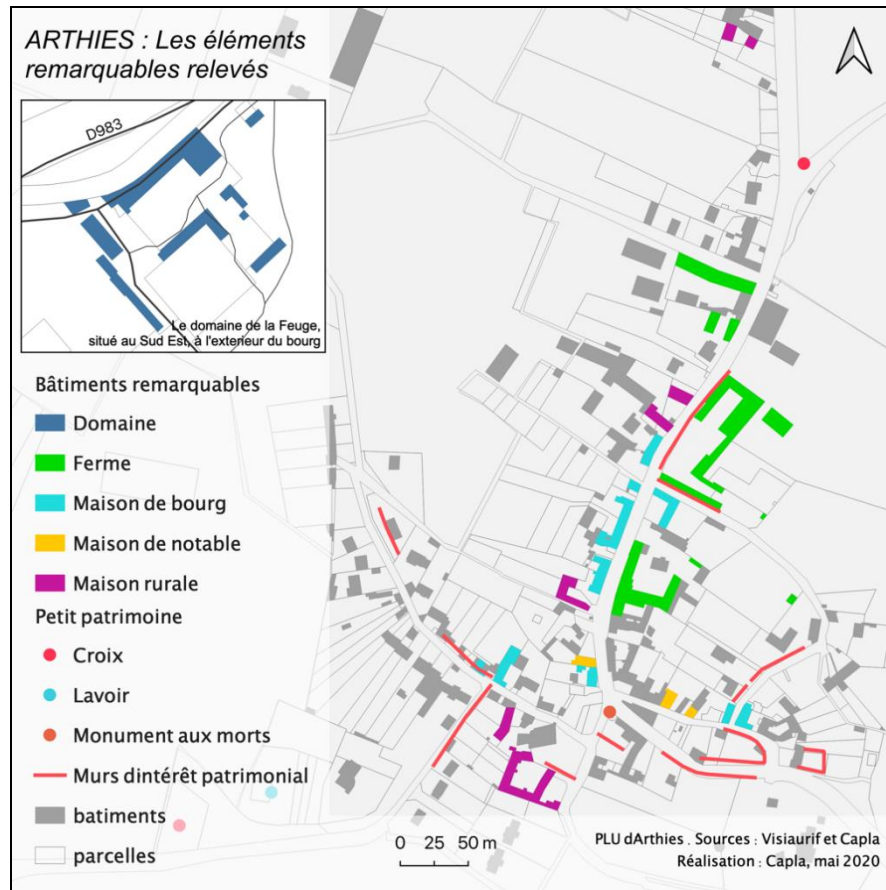 ARTHIES : Les éléments
remarquables relevés
D983
Le domaine de la Feuge,
situé au Sud Est, à l'exterieur du bourg
Bâtiments remarquables
Domaine
Ferme
Maison de bourg
Maison de notable
Maison rurale
Petit patrimoine
Croix
Lavoir
Monument aux morts
Murs dintérêt patrimonial
batiments
parcelles
0 25 50 m
PLU dArthies . Sources : Visiaurif et Capla
Réalisation : Capla, mai 2020